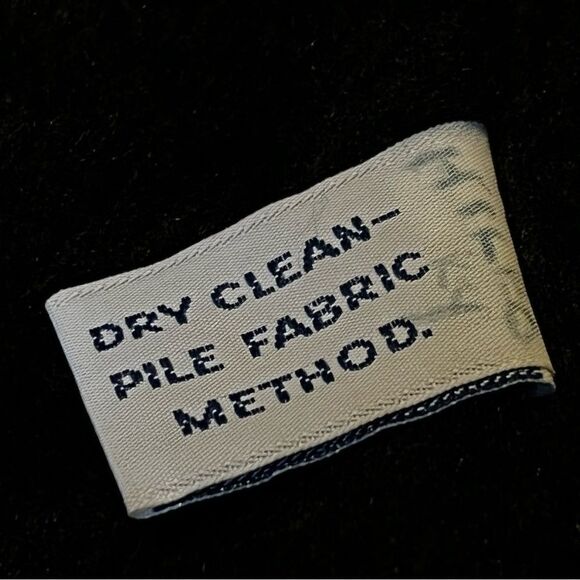 DRY CLEAN—
PILE FABRIC
METHOD.